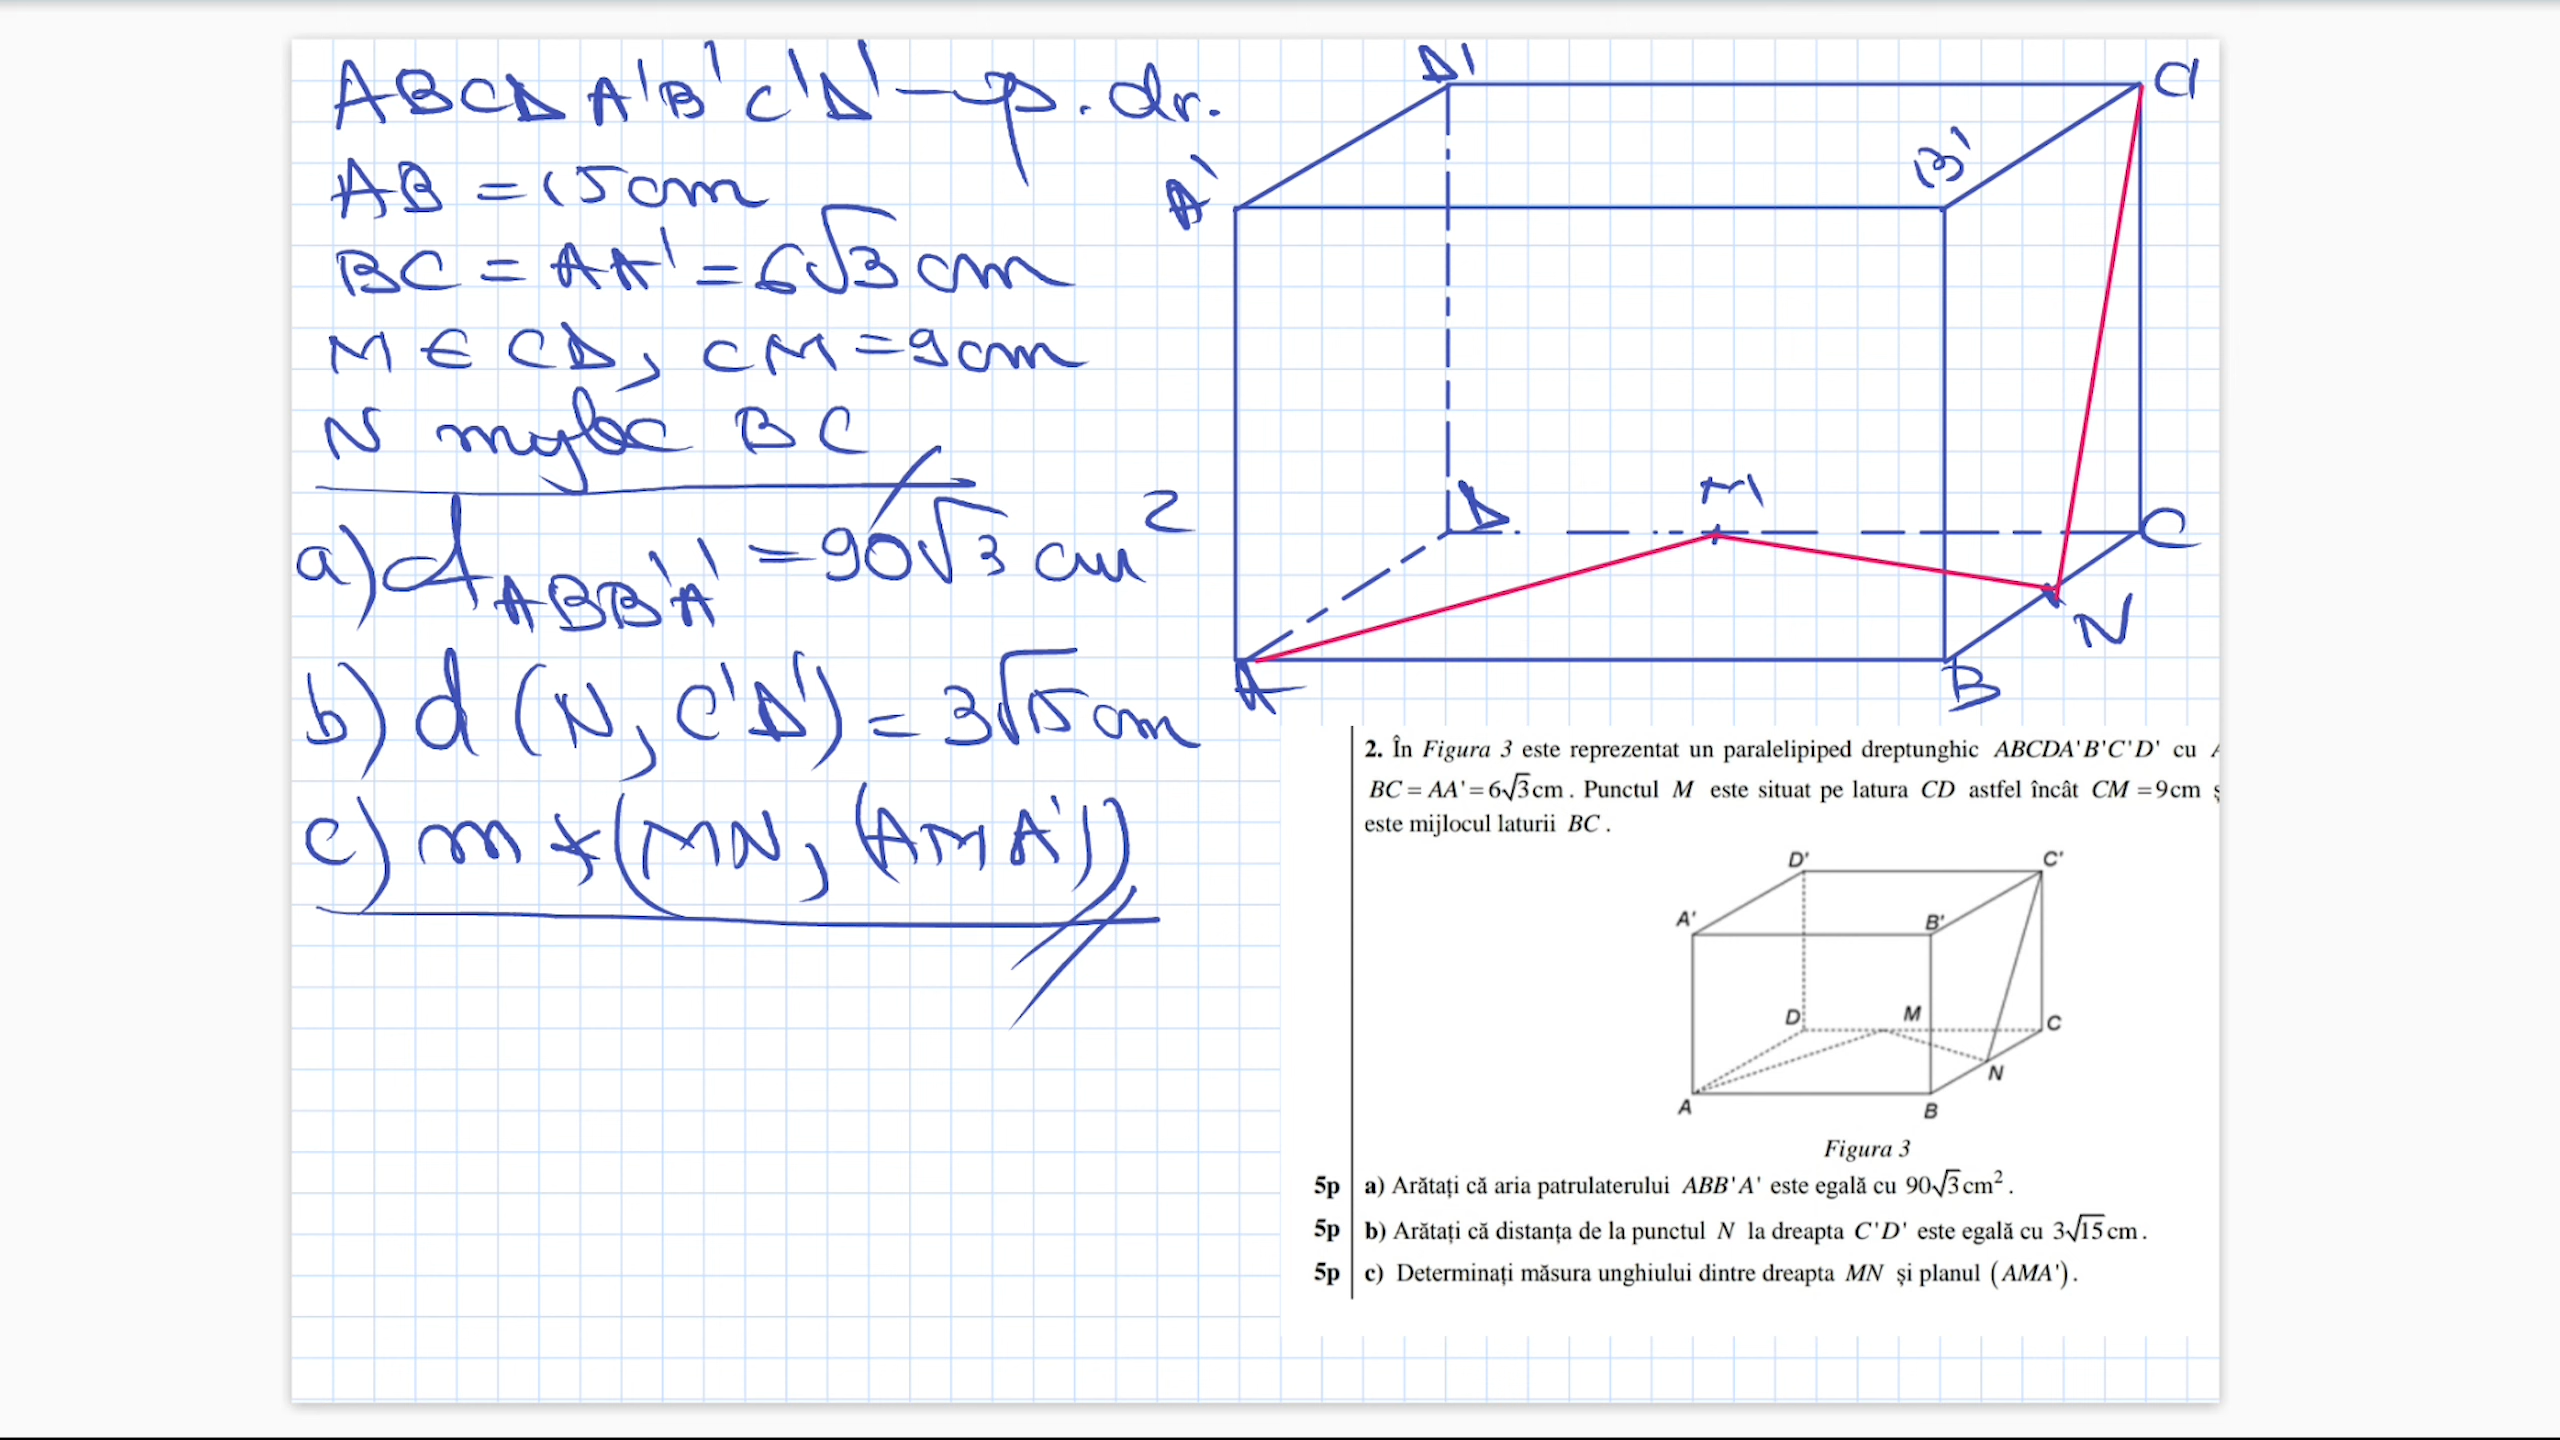 ABCDA'B'C'D' - p. dr.
AB = 15 cm
BC = AA' = 6√3 cm
M ∈ CD, CM = 9 cm
N mijloc BC
a) A ABB'A' = 90√3 cm²
b) d (N, C'D') = 3√15 cm
c) m ∢ (MN, (AMA'))
D'
C'
B'
A'
M
D
C
N
A
B
2. În Figura 3 este reprezentat un paralelipiped dreptunghic ABCDA'B'C'D' cu
BC = AA' = 6√3 cm. Punctul M este situat pe latura CD astfel încât CM = 9 cm
este mijlocul laturii BC.
D'
C'
A'
B'
D
M
C
N
A
B
Figura 3
5p a) Arătați că aria patrulaterului ABB'A' este egală cu 90√3 cm².
5p b) Arătați că distanța de la punctul N la dreapta C'D' este egală cu 3√15 cm.
5p c) Determinați măsura unghiului dintre dreapta MN și planul (AMA').